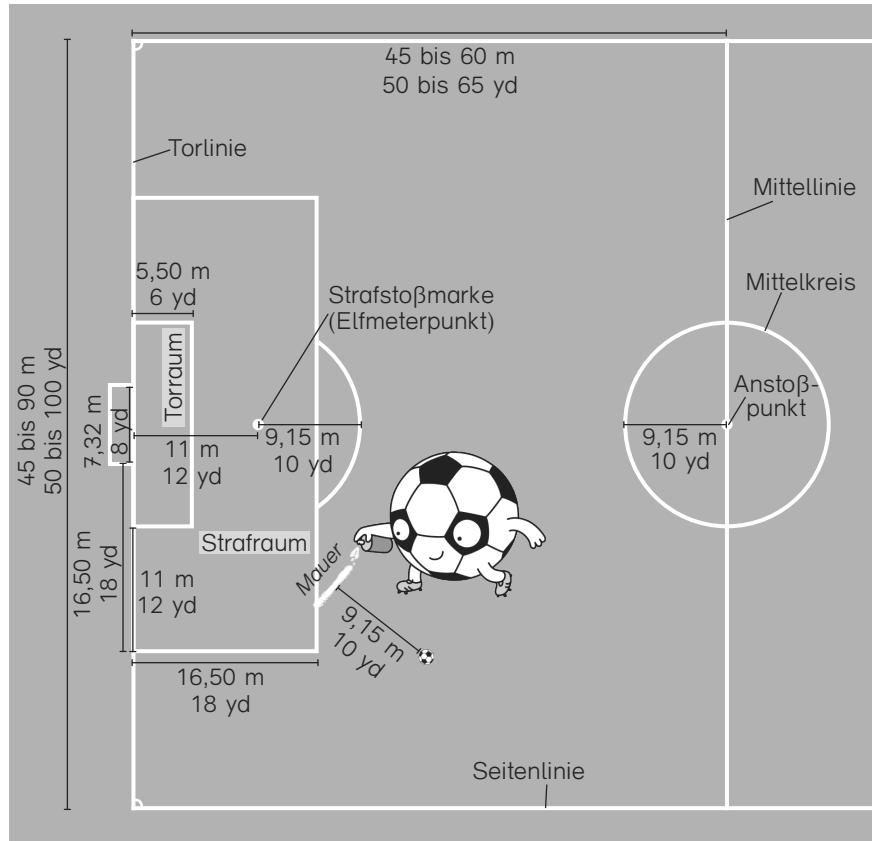 45 bis 60 m
50 bis 65 yd
Torlinie
Mittellinie
5,50 m
6 yd
Strafstoßmarke
(Elfmeterpunkt)
Mittelkreis
45 bis 90 m
50 bis 100 yd
7,32 m
8 yd
Torraum
11 m
12 yd
9,15 m
10 yd
Anstoß-
punkt
9,15 m
10 yd
Strafraum
Mauer
16,50 m
18 yd
11 m
12 yd
9,15 m
10 yd
16,50 m
18 yd
Seitenlinie